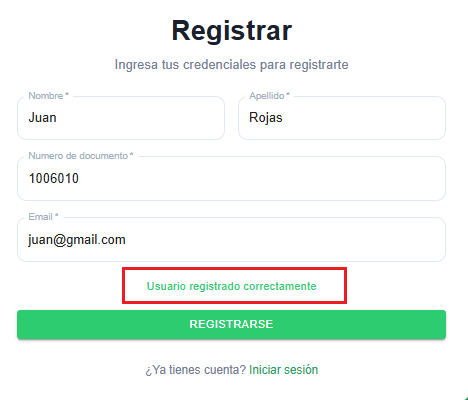 Registrar
Ingresa tus credenciales para registrarte
Nombre *
Apellido *
Juan
Rojas
Numero de documento *
1006010
Email *
juan@gmail.com
Usuario registrado correctamente
REGISTRARSE
¿Ya tienes cuenta? Iniciar sesión